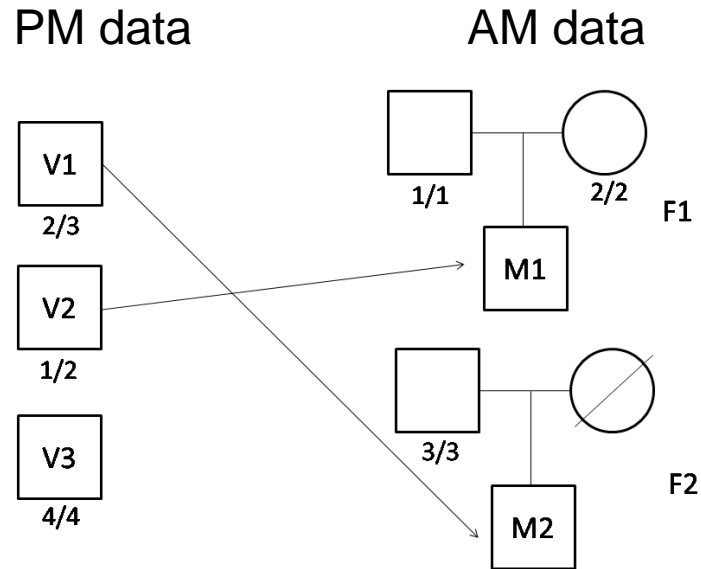 PM data
AM data
V1
2/3
V2
1/2
V3
4/4
1/1
2/2
F1
M1
3/3
F2
M2